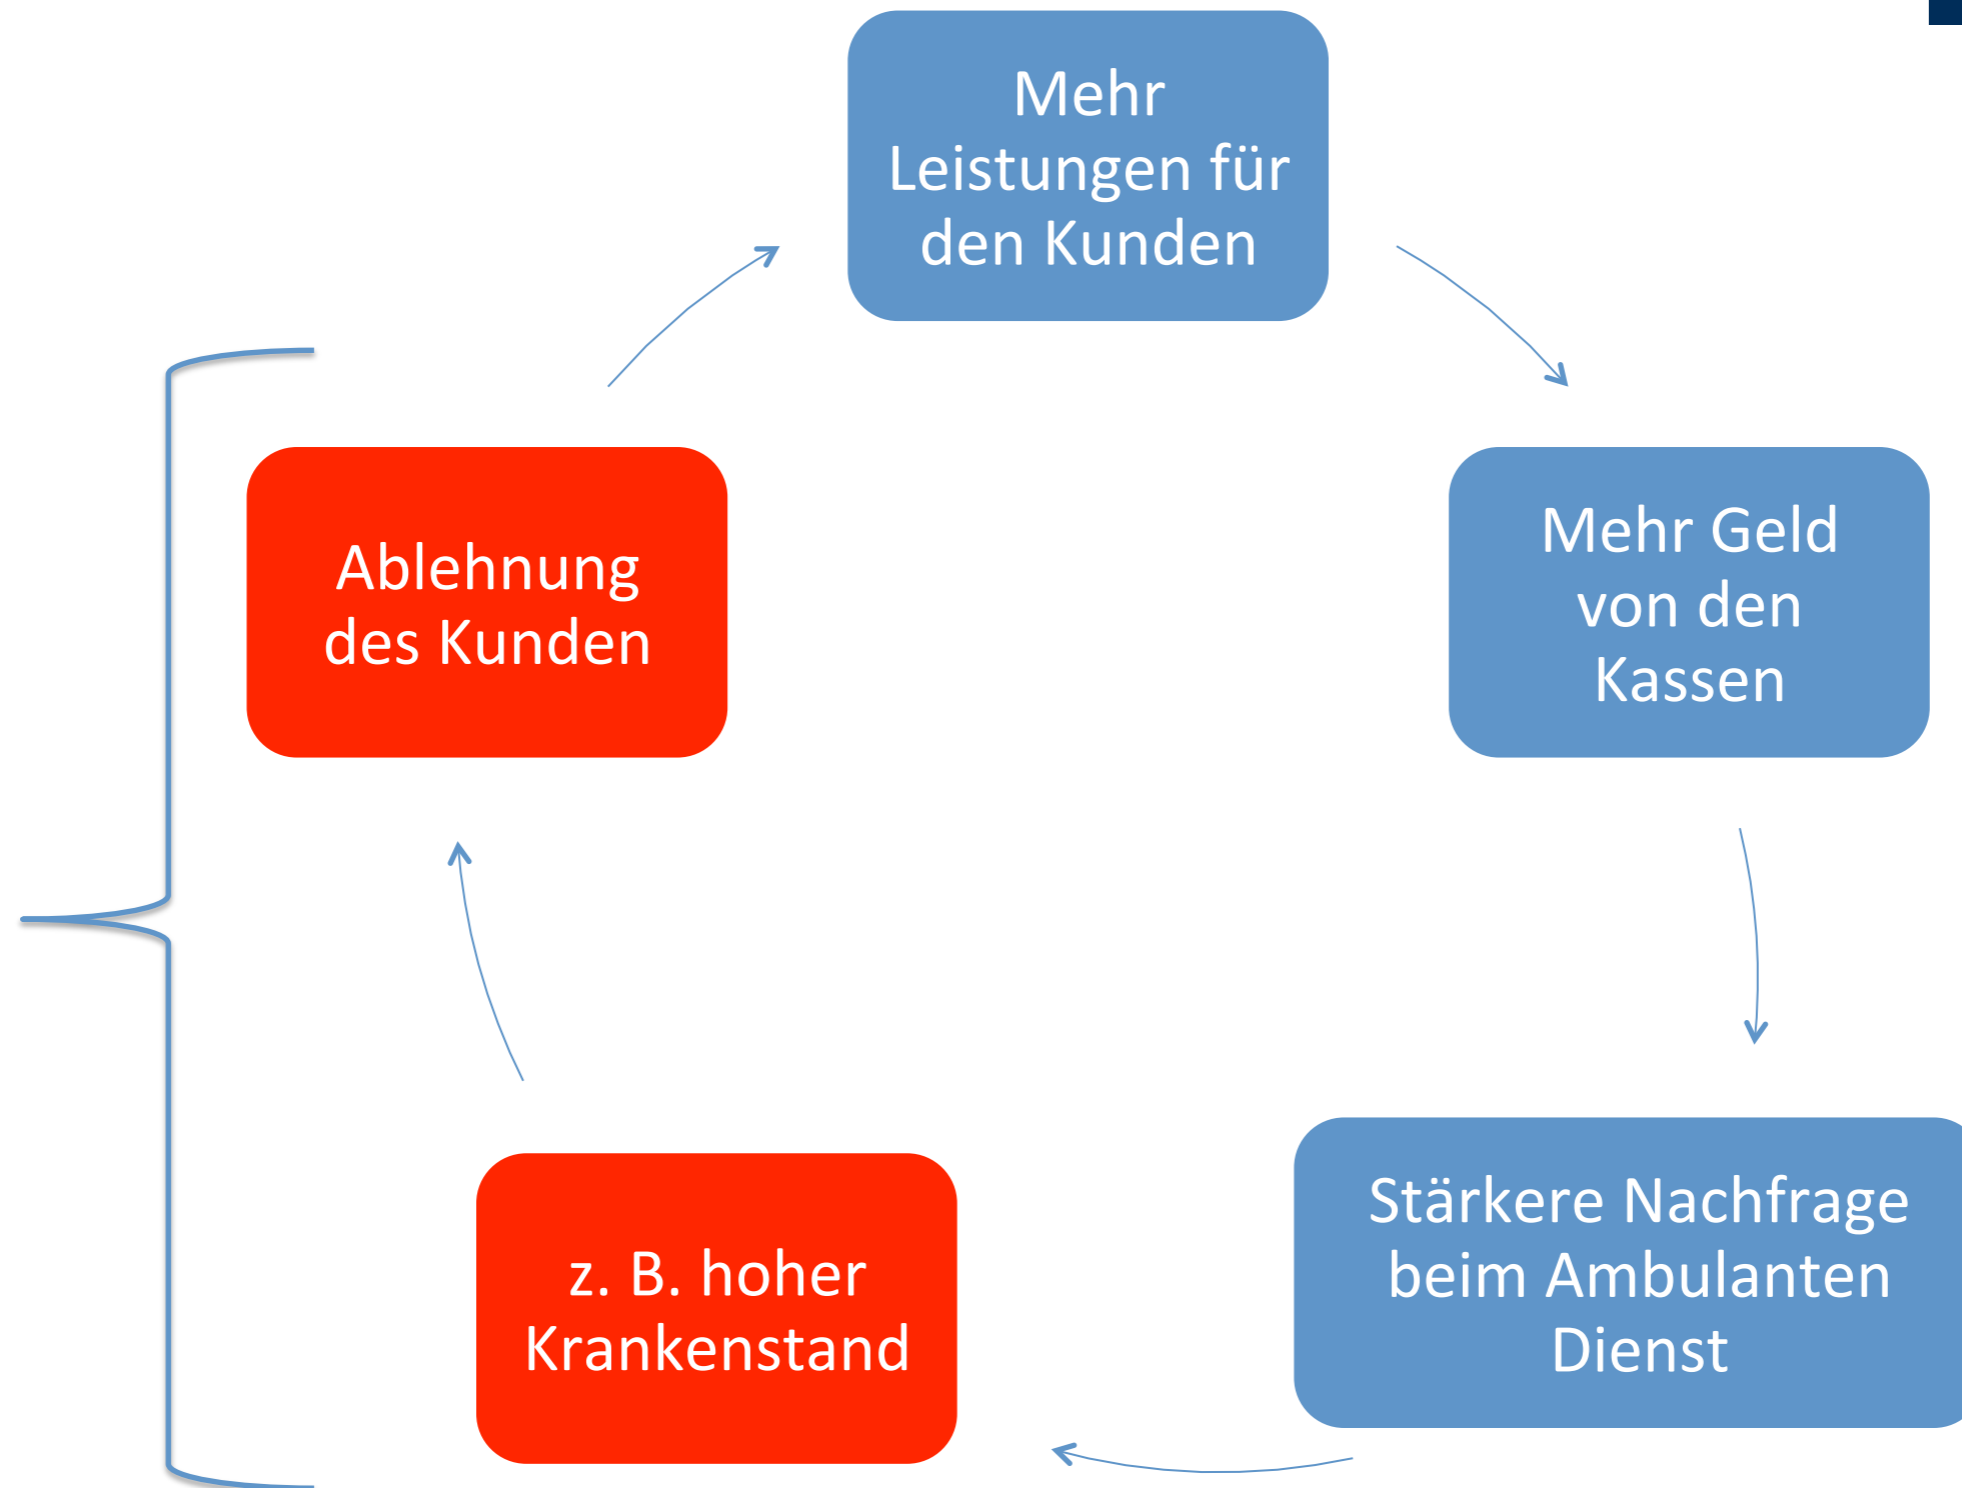 Mehr
Leistungen für
den Kunden
Mehr Geld
von den
Kassen
Stärkere Nachfrage
beim Ambulanten
Dienst
z. B. hoher
Krankenstand
Ablehnung
des Kunden